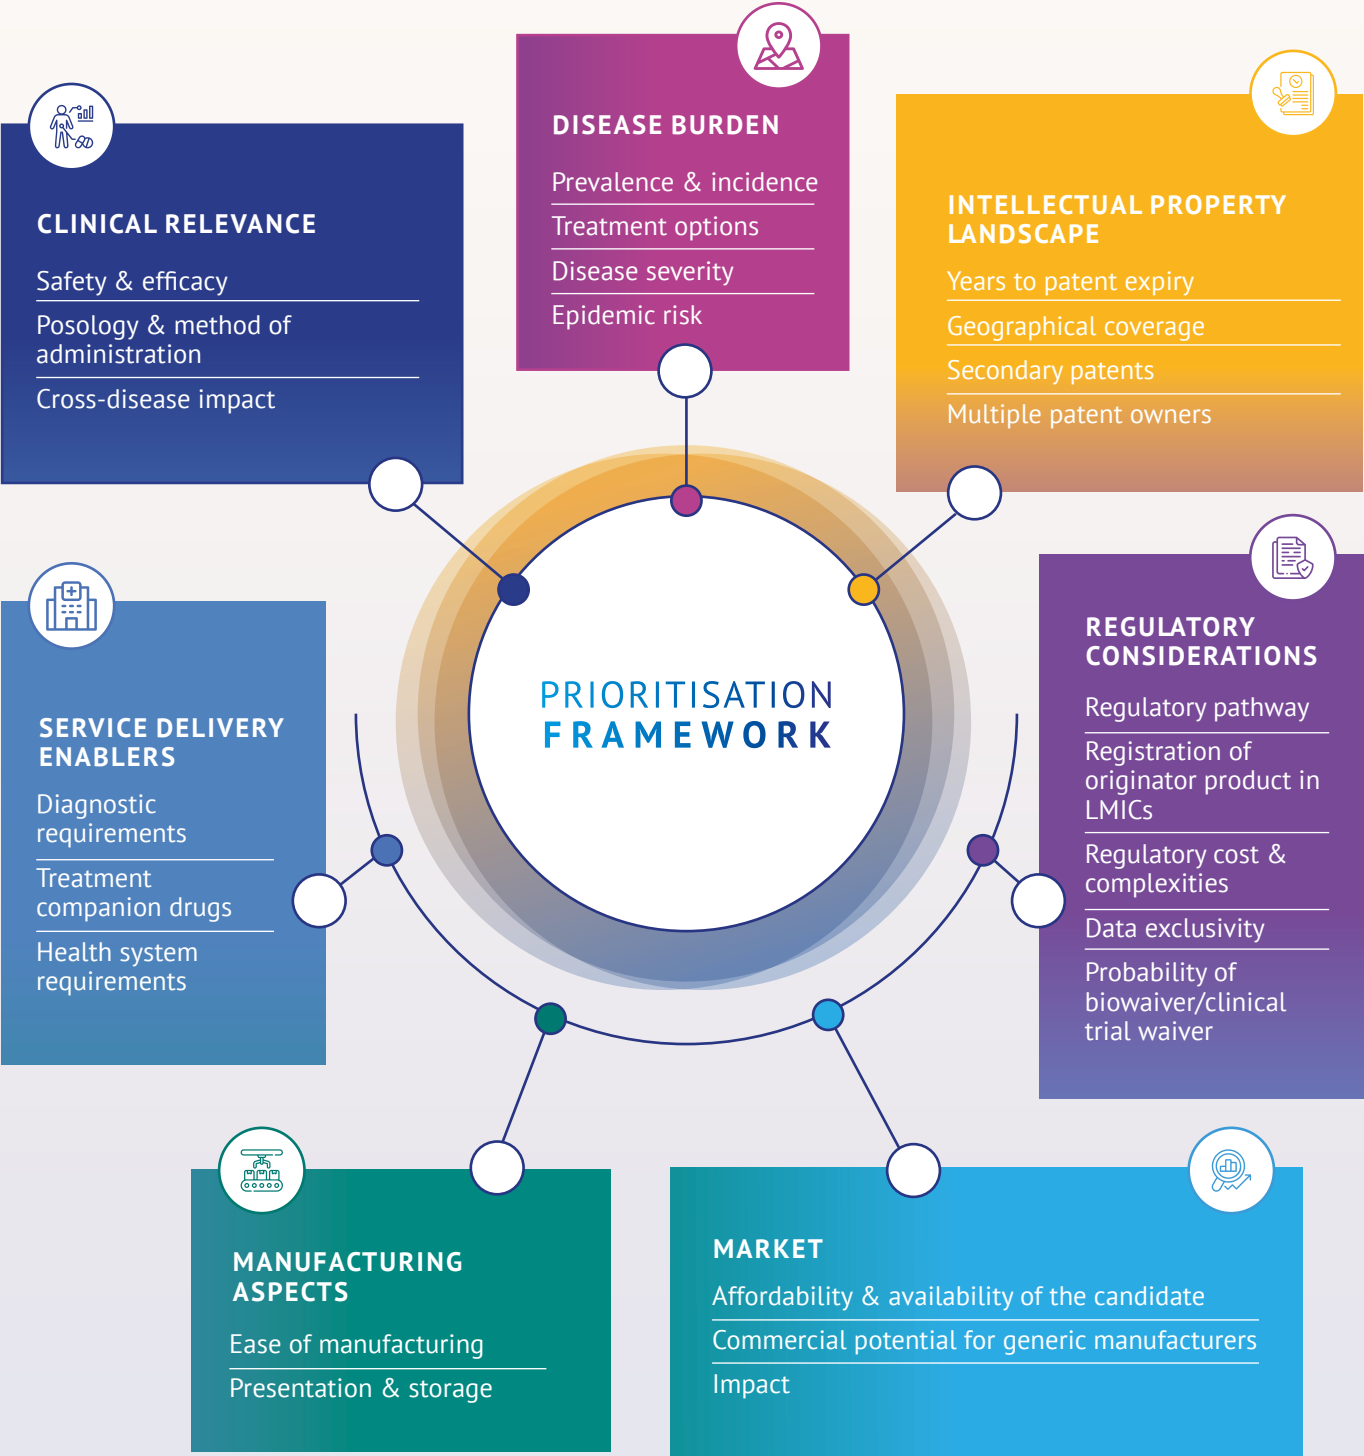 DISEASE BURDEN
Prevalence & incidence
Treatment options
Disease severity
Epidemic risk
CLINICAL RELEVANCE
Safety & efficacy
Posology & method of
administration
Cross-disease impact
INTELLECTUAL PROPERTY
LANDSCAPE
Years to patent expiry
Geographical coverage
Secondary patents
Multiple patent owners
PRIORITISATION
FRAMEWORK
SERVICE DELIVERY
ENABLERS
Diagnostic
requirements
Treatment
companion drugs
Health system
requirements
REGULATORY
CONSIDERATIONS
Regulatory pathway
Registration of
originator product in
LMICs
Regulatory cost &
complexities
Data exclusivity
Probability of
biowaiver/clinical
trial waiver
MANUFACTURING
ASPECTS
Ease of manufacturing
Presentation & storage
MARKET
Affordability & availability of the candidate
Commercial potential for generic manufacturers
Impact